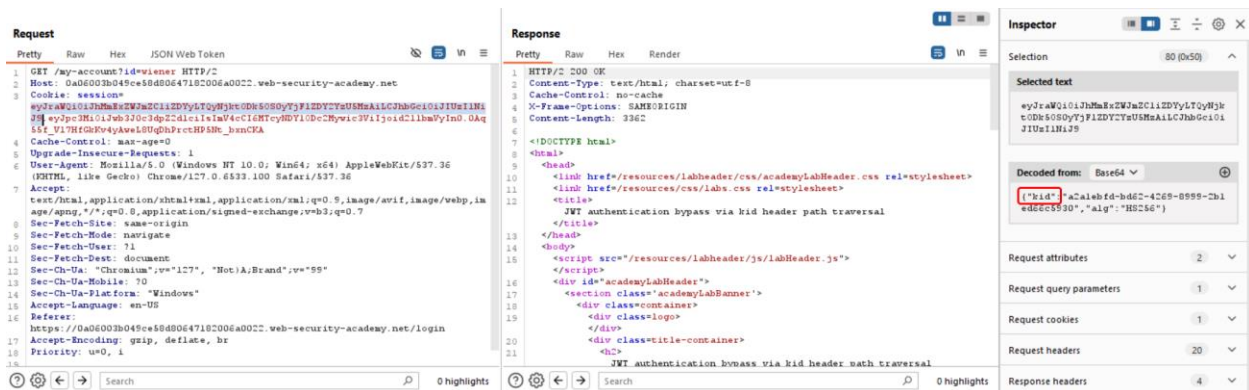 Request
Pretty Raw Hex JSON Web Token
\n
1 GET /my-account?id=wiener HTTP/2
2 Host: 0a06003b049ce58d80647182006a0022.web-security-academy.net
3 Cookie: session=
4 Cache-Control: max-age=0
5 Upgrade-Insecure-Requests: 1
6 User-Agent: Mozilla/5.0 (Windows NT 10.0; Win64; x64) AppleWebKit/537.36
(KHTML, like Gecko) Chrome/127.0.6533.100 Safari/537.36
7 Accept:
text/html,application/xhtml+xml,application/xml;q=0.9,image/avif,image/webp,im
age/apng,*/*;q=0.8,application/signed-exchange;v=b3;q=0.7
8 Sec-Fetch-Site: same-origin
9 Sec-Fetch-Mode: navigate
10 Sec-Fetch-User: ?1
11 Sec-Fetch-Dest: document
12 Sec-Ch-Ua: "Chromium";v="127", "Not)A;Brand";v="99"
13 Sec-Ch-Ua-Mobile: ?0
14 Sec-Ch-Ua-Platform: "Windows"
15 Accept-Language: en-US
16 Referer:
https://0a06003b049ce58d80647182006a0022.web-security-academy.net/login
17 Accept-Encoding: gzip, deflate, br
18 Priority: u=0, i
19
Search
0 highlights
Response
Pretty Raw Hex Render
\n
1 HTTP/2 200 OK
2 Content-Type: text/html; charset=utf-8
3 Cache-Control: no-cache
4 X-Frame-Options: SAMEORIGIN
5 Content-Length: 3362
6
7 <!DOCTYPE html>
8 <html>
9 <head>
10 <link href=/resources/labheader/css/academyLabHeader.css rel=stylesheet>
11 <link href=/resources/css/labs.css rel=stylesheet>
12 <title>
JWT authentication bypass via kid header path traversal
</title>
13 </head>
14 <body>
15 <script src="/resources/labheader/js/labHeader.js">
</script>
16 <div id="academyLabHeader">
17 <section class='academyLabBanner'>
18 <div class=container>
19 <div class=logo>
</div>
20 <div class=title-container>
21 <h2>
JWT authentication bypass via kid header path traversal
Search
0 highlights
Inspector
Selection 80 (0x50)
Selected text
Decoded from: Base64
{"kid":"a2a1ebfd-bd62-4269-8999-2b1
ed66c5930","alg":"HS256"}
Request attributes 2
Request query parameters 1
Request cookies 1
Request headers 20
Response headers 4